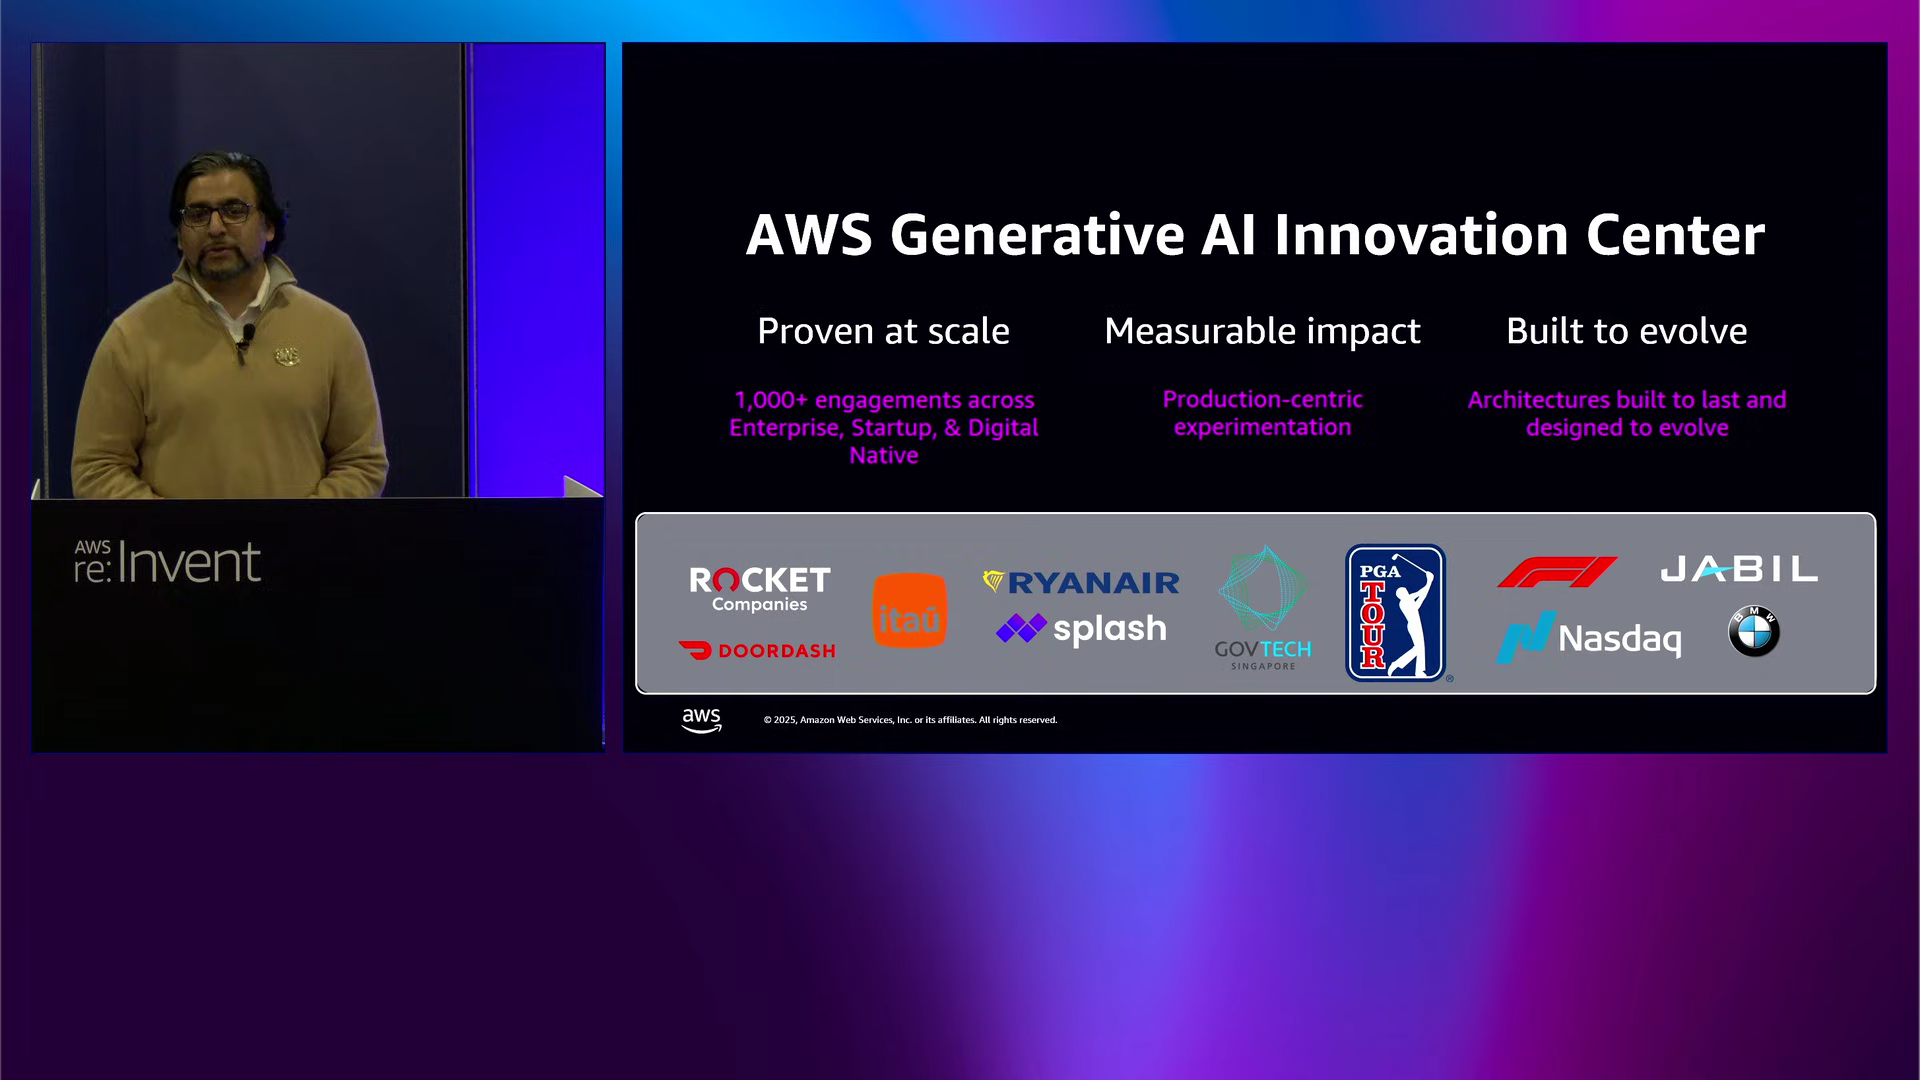 AWS
re:Invent
AWS Generative AI Innovation Center
Proven at scale
1,000+ engagements across
Enterprise, Startup, & Digital
Native
Measurable impact
Production-centric
experimentation
Built to evolve
Architectures built to last and
designed to evolve
ROCKET
Companies
DOORDASH
itaú
RYANAIR
splash
GOVTECH
SINGAPORE
PGA
TOUR
®
F1
Nasdaq
JABIL
BMW
aws
© 2025, Amazon Web Services, Inc. or its affiliates. All rights reserved.